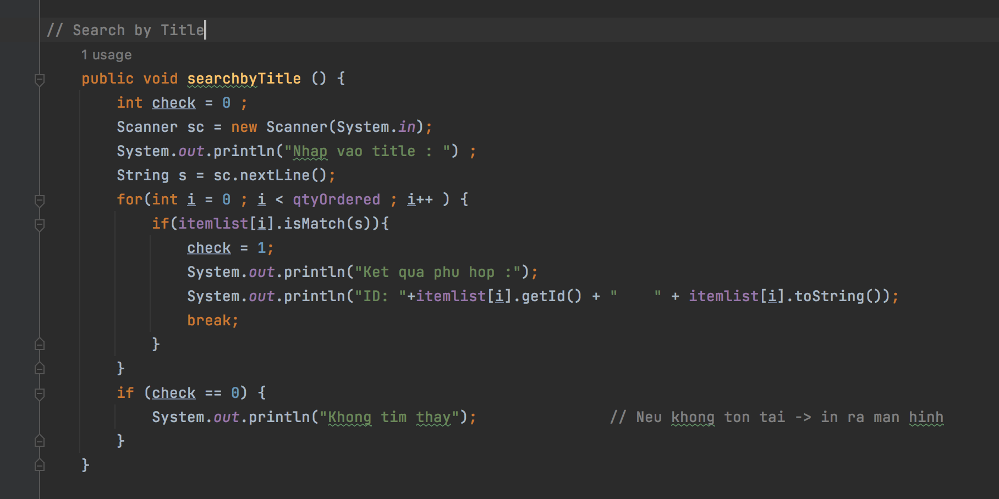 // Search by Title
1 usage
public void searchbyTitle () {
int check = 0 ;
Scanner sc = new Scanner(System.in);
System.out.println("Nhap vao title : ") ;
String s = sc.nextLine();
for(int i = 0 ; i < qtyOrdered ; i++ ) {
if(itemlist[i].isMatch(s)){
check = 1;
System.out.println("Ket qua phu hop :");
System.out.println("ID: "+itemlist[i].getId() + "    " + itemlist[i].toString());
break;
}
}
if (check == 0) {
System.out.println("Khong tim thay");               // Neu khong ton tai -> in ra man hinh
}
}